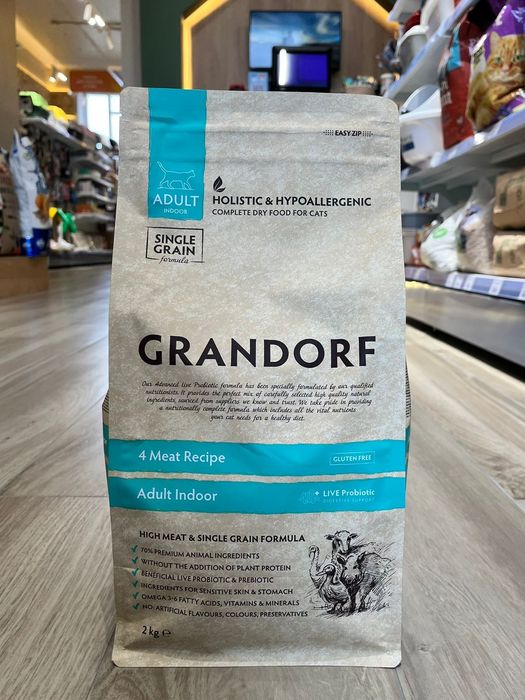 EASY ZIP
ADULT
INDOOR
HOLISTIC & HYPOALLERGENIC
COMPLETE DRY FOOD FOR CATS
SINGLE
GRAIN
formula
GRANDORF
Our Advanced live Probiotic formula has been specially formulated by our qualified
nutritionists. It provides the perfect mix of carefully selected high quality natural
ingredients, sourced from suppliers we know and trust. We take pride in providing
a nutritionally complete formula which includes all the vital nutrients
your cat needs for a healthy diet.
4 Meat Recipe
GLUTEN FREE
Adult Indoor
+ LIVE Probiotic
DIGESTIVE SUPPORT
HIGH MEAT & SINGLE GRAIN FORMULA
70% PREMIUM ANIMAL INGREDIENTS
WITHOUT THE ADDITION OF PLANT PROTEIN
BENEFICIAL LIVE PROBIOTIC & PREBIOTIC
INGREDIENTS FOR SENSITIVE SKIN & STOMACH
OMEGA 3-6 FATTY ACIDS, VITAMINS & MINERALS
NO: ARTIFICIAL FLAVOURS, COLOURS, PRESERVATIVES
2 kg ℮